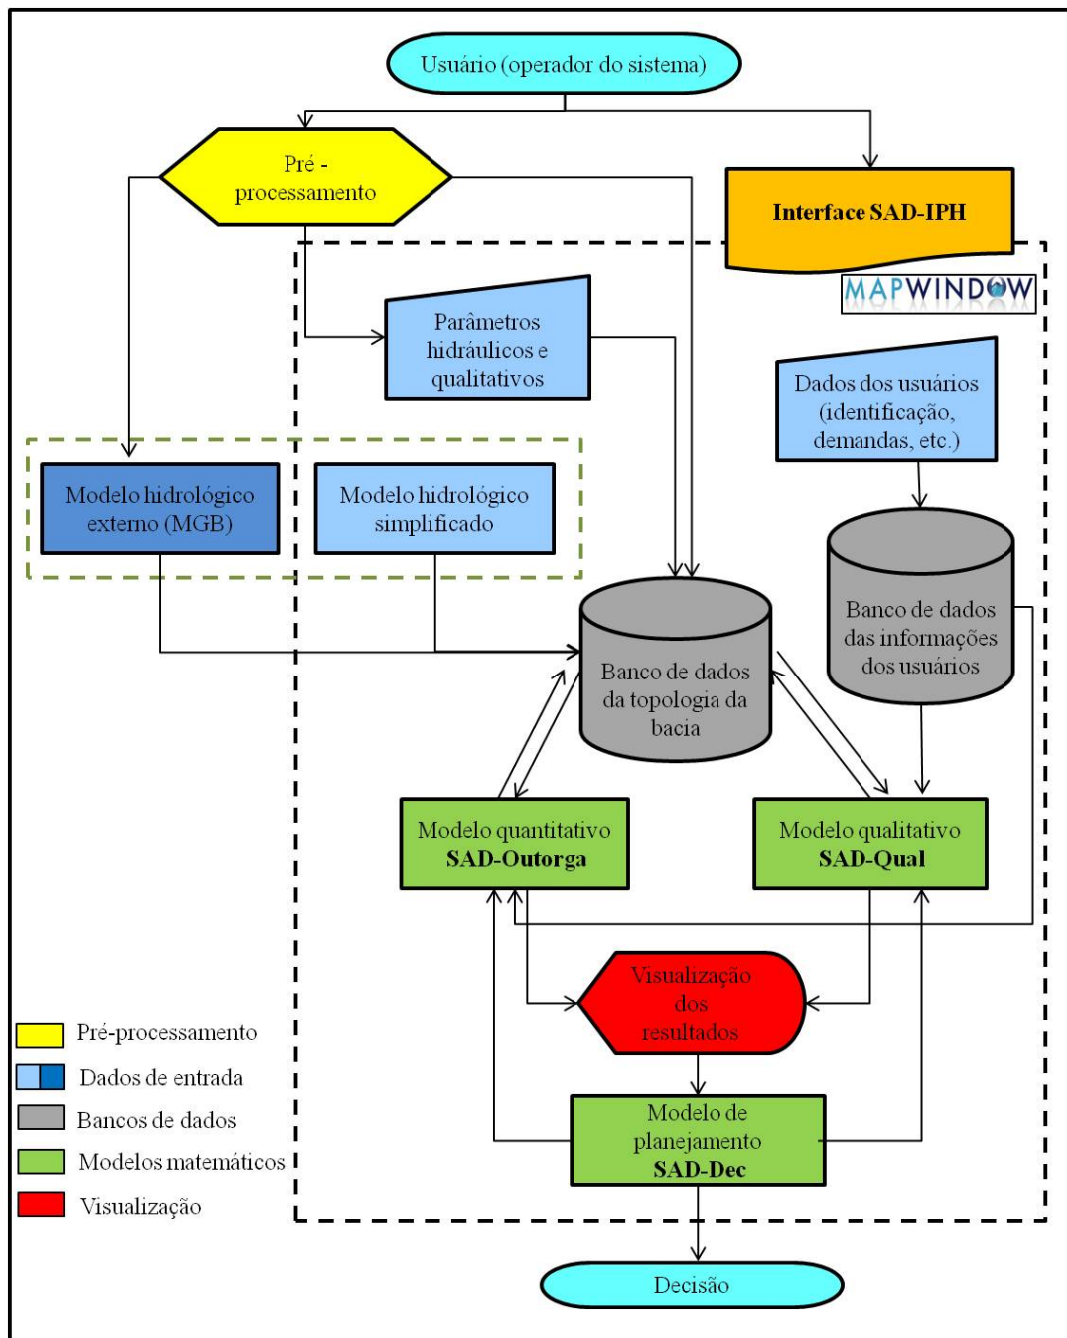 Usuário (operador do sistema)
Pré -
processamento
Interface SAD-IPH
MAPWINDOW
Parâmetros
hidráulicos e
qualitativos
Dados dos usuários
(identificação,
demandas, etc.)
Modelo hidrológico
externo (MGB)
Modelo hidrológico
simplificado
Banco de dados
das informações
dos usuários
Banco de dados
da topologia da
bacia
Modelo quantitativo
SAD-Outorga
Modelo qualitativo
SAD-Qual
Visualização
dos
resultados
Modelo de
planejamento
SAD-Dec
Decisão
Pré-processamento
Dados de entrada
Bancos de dados
Modelos matemáticos
Visualização